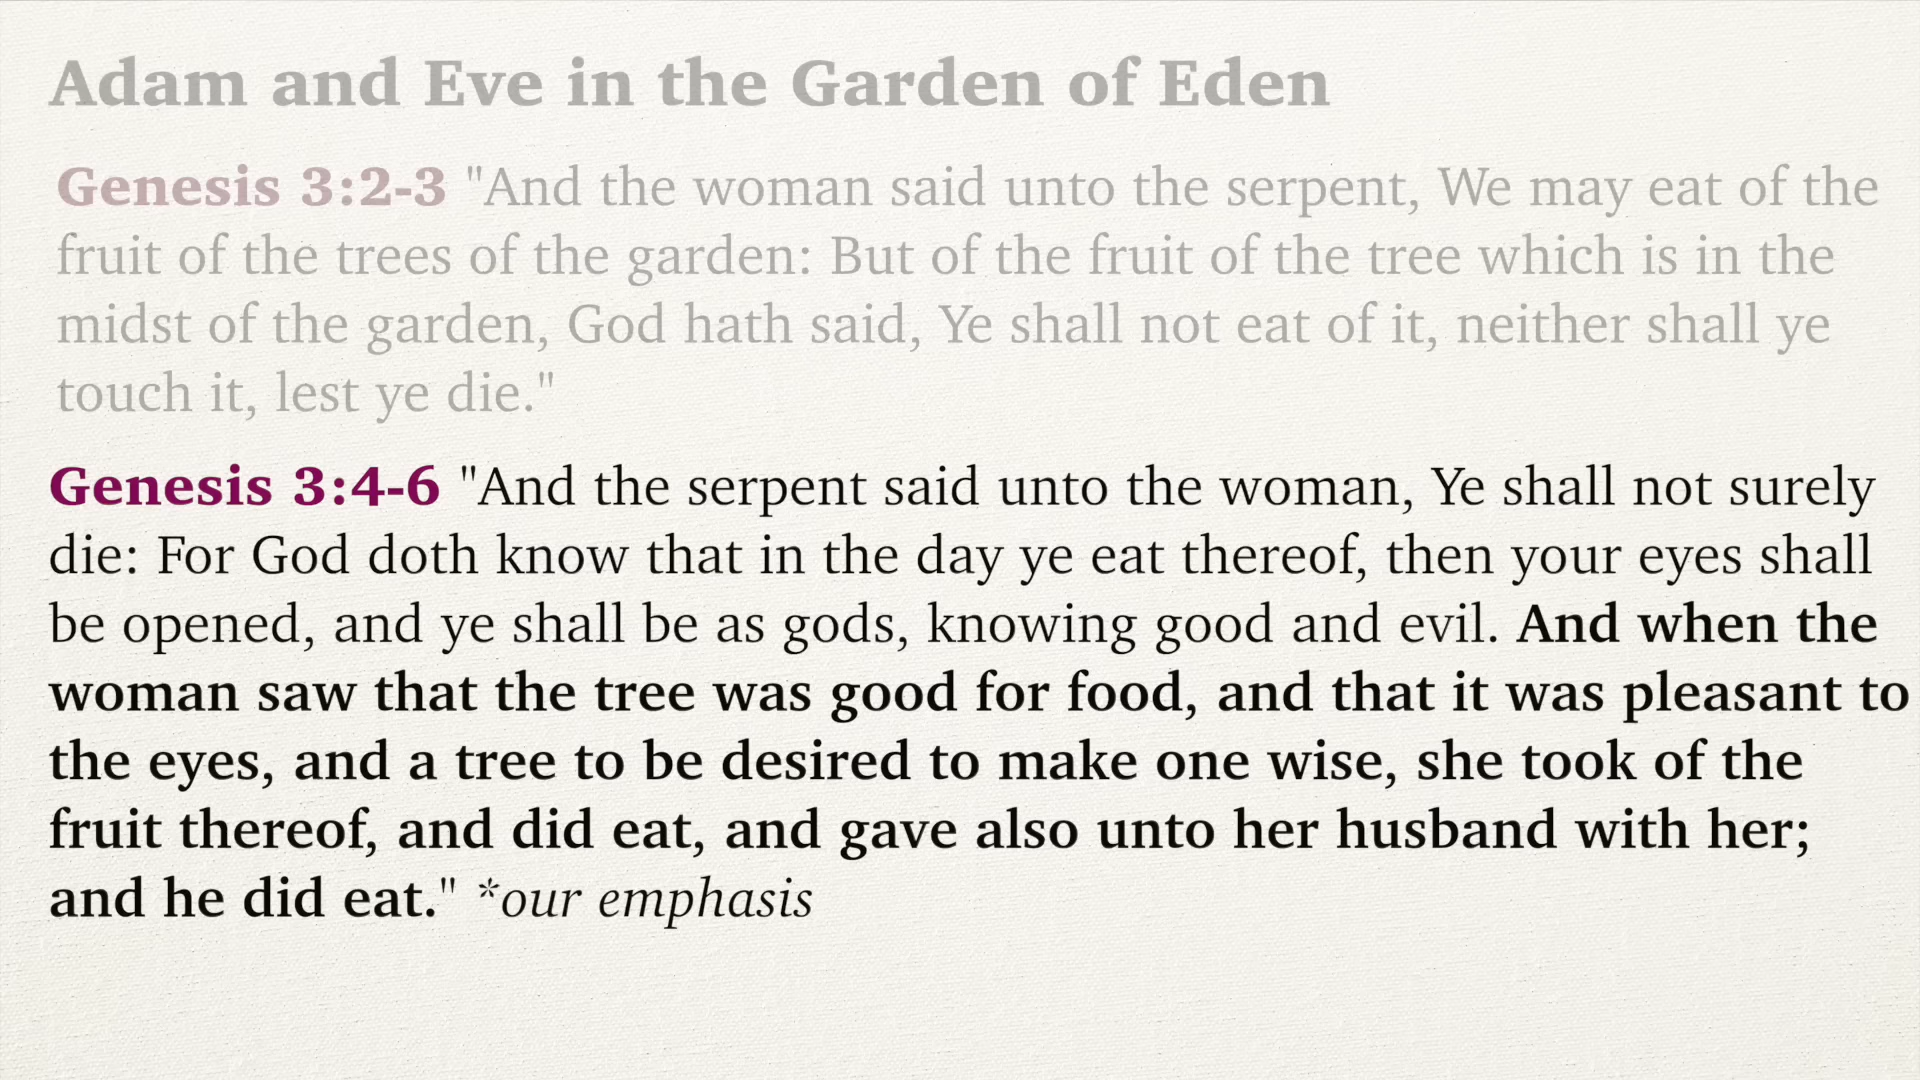 Adam and Eve in the Garden of Eden
Genesis 3:2-3 "And the woman said unto the serpent, We may eat of the
fruit of the trees of the garden: But of the fruit of the tree which is in the
midst of the garden, God hath said, Ye shall not eat of it, neither shall ye
touch it, lest ye die."
Genesis 3:4-6 "And the serpent said unto the woman, Ye shall not surely
die: For God doth know that in the day ye eat thereof, then your eyes shall
be opened, and ye shall be as gods, knowing good and evil. And when the
woman saw that the tree was good for food, and that it was pleasant to
the eyes, and a tree to be desired to make one wise, she took of the
fruit thereof, and did eat, and gave also unto her husband with her;
and he did eat." *our emphasis